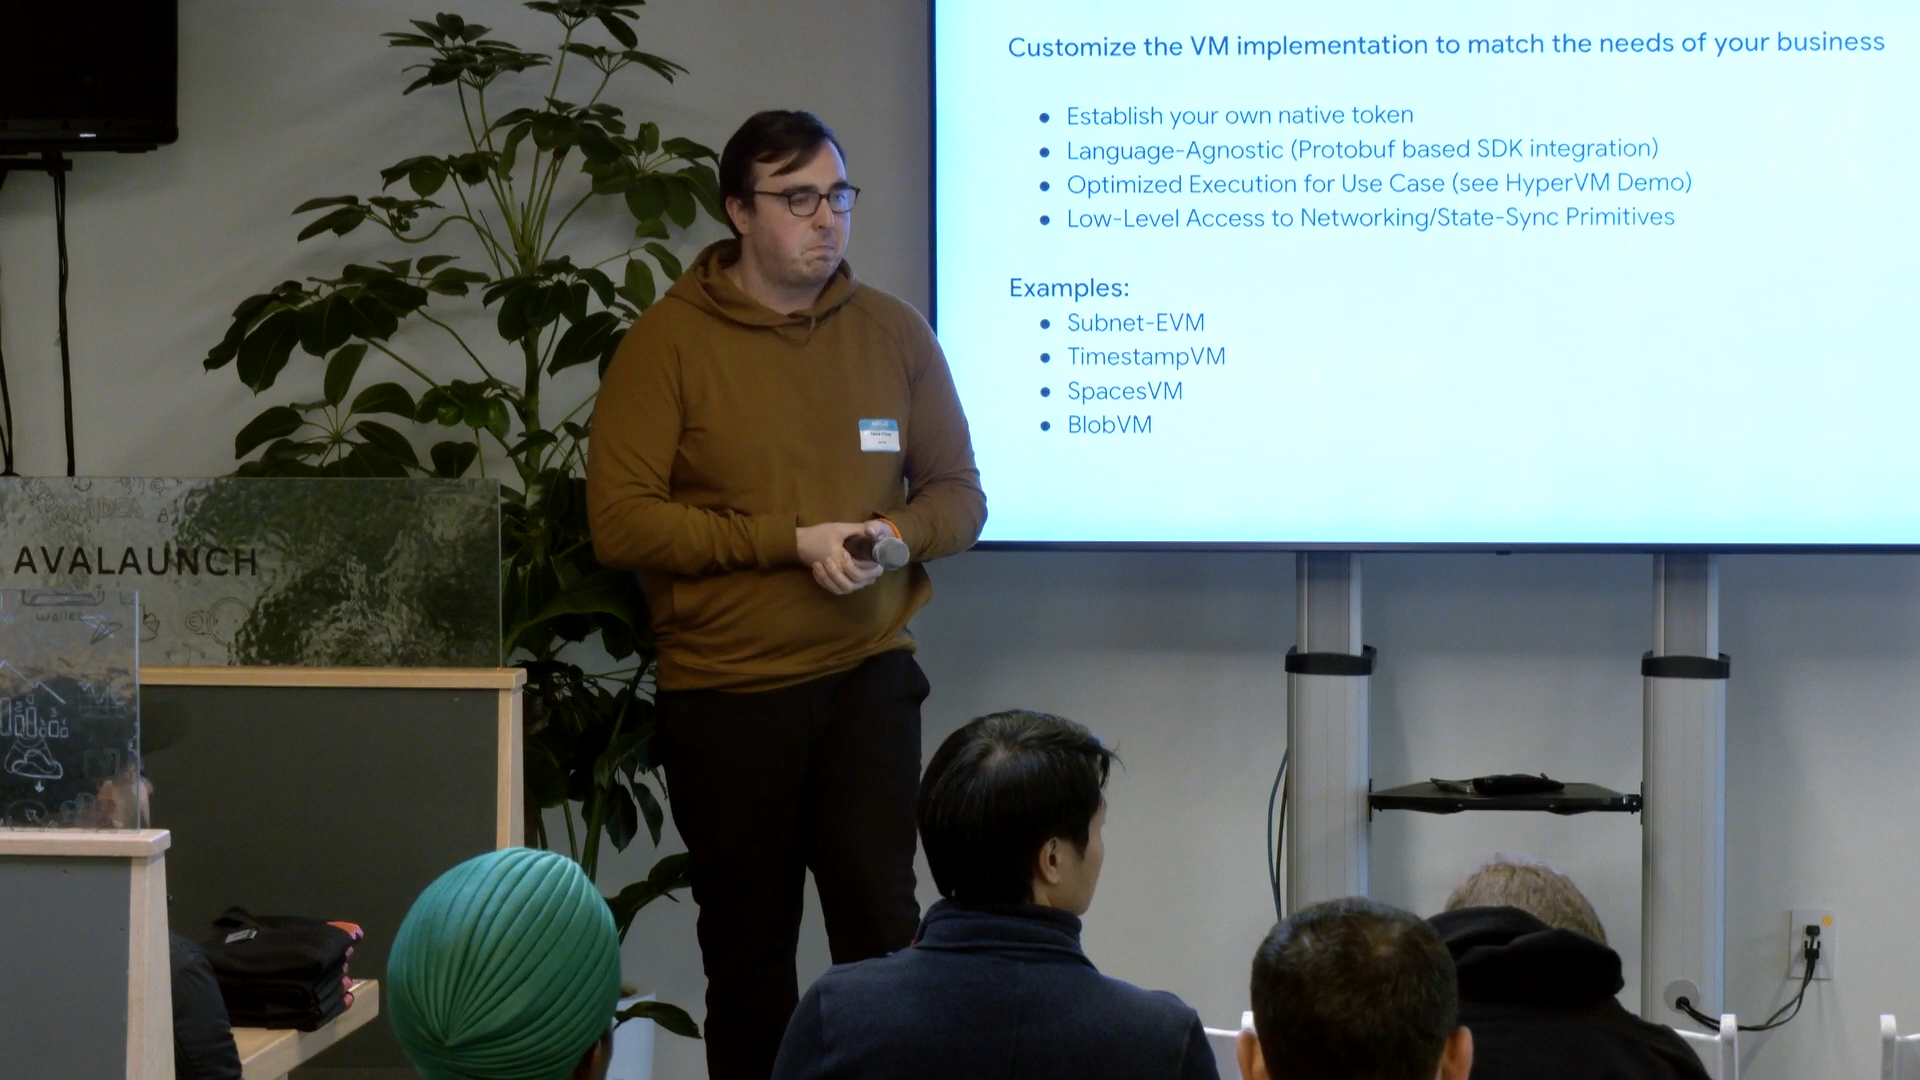 Customize the VM implementation to match the needs of your business
Establish your own native token
Language-Agnostic (Protobuf based SDK integration)
Optimized Execution for Use Case (see HyperVM Demo)
Low-Level Access to Networking/State-Sync Primitives
Examples:
Subnet-EVM
TimestampVM
SpacesVM
BlobVM
AVALAUNCH
wallet